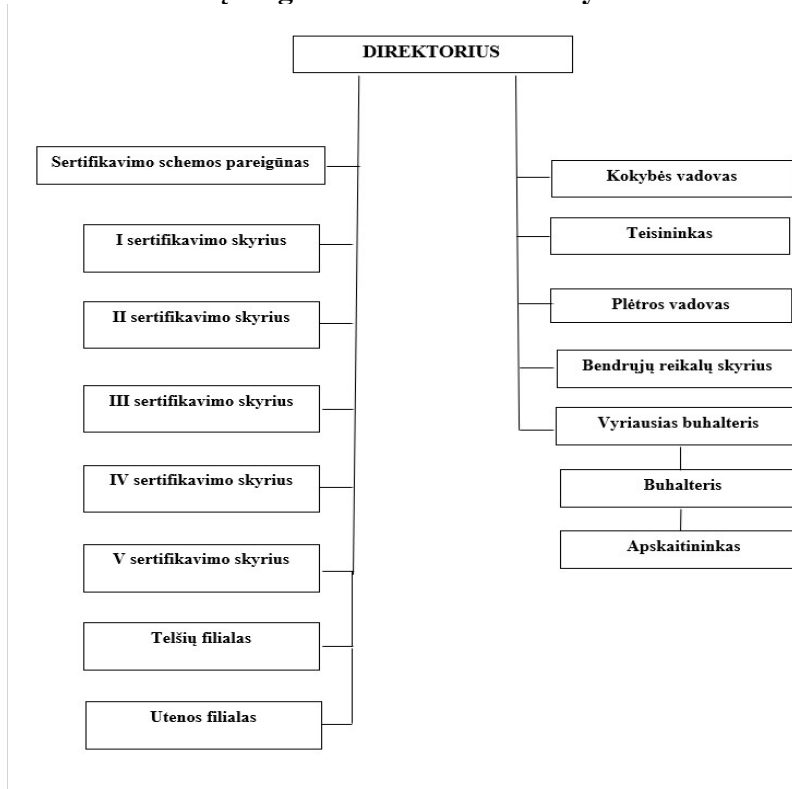 DIREKTORIUS
Sertifikavimo schemos pareigūnas
I sertifikavimo skyrius
II sertifikavimo skyrius
III sertifikavimo skyrius
IV sertifikavimo skyrius
V sertifikavimo skyrius
Telšių filialas
Utenos filialas
Kokybės vadovas
Teisininkas
Plėtros vadovas
Bendrųjų reikalų skyrius
Vyriausias buhalteris
Buhalteris
Apskaitininkas